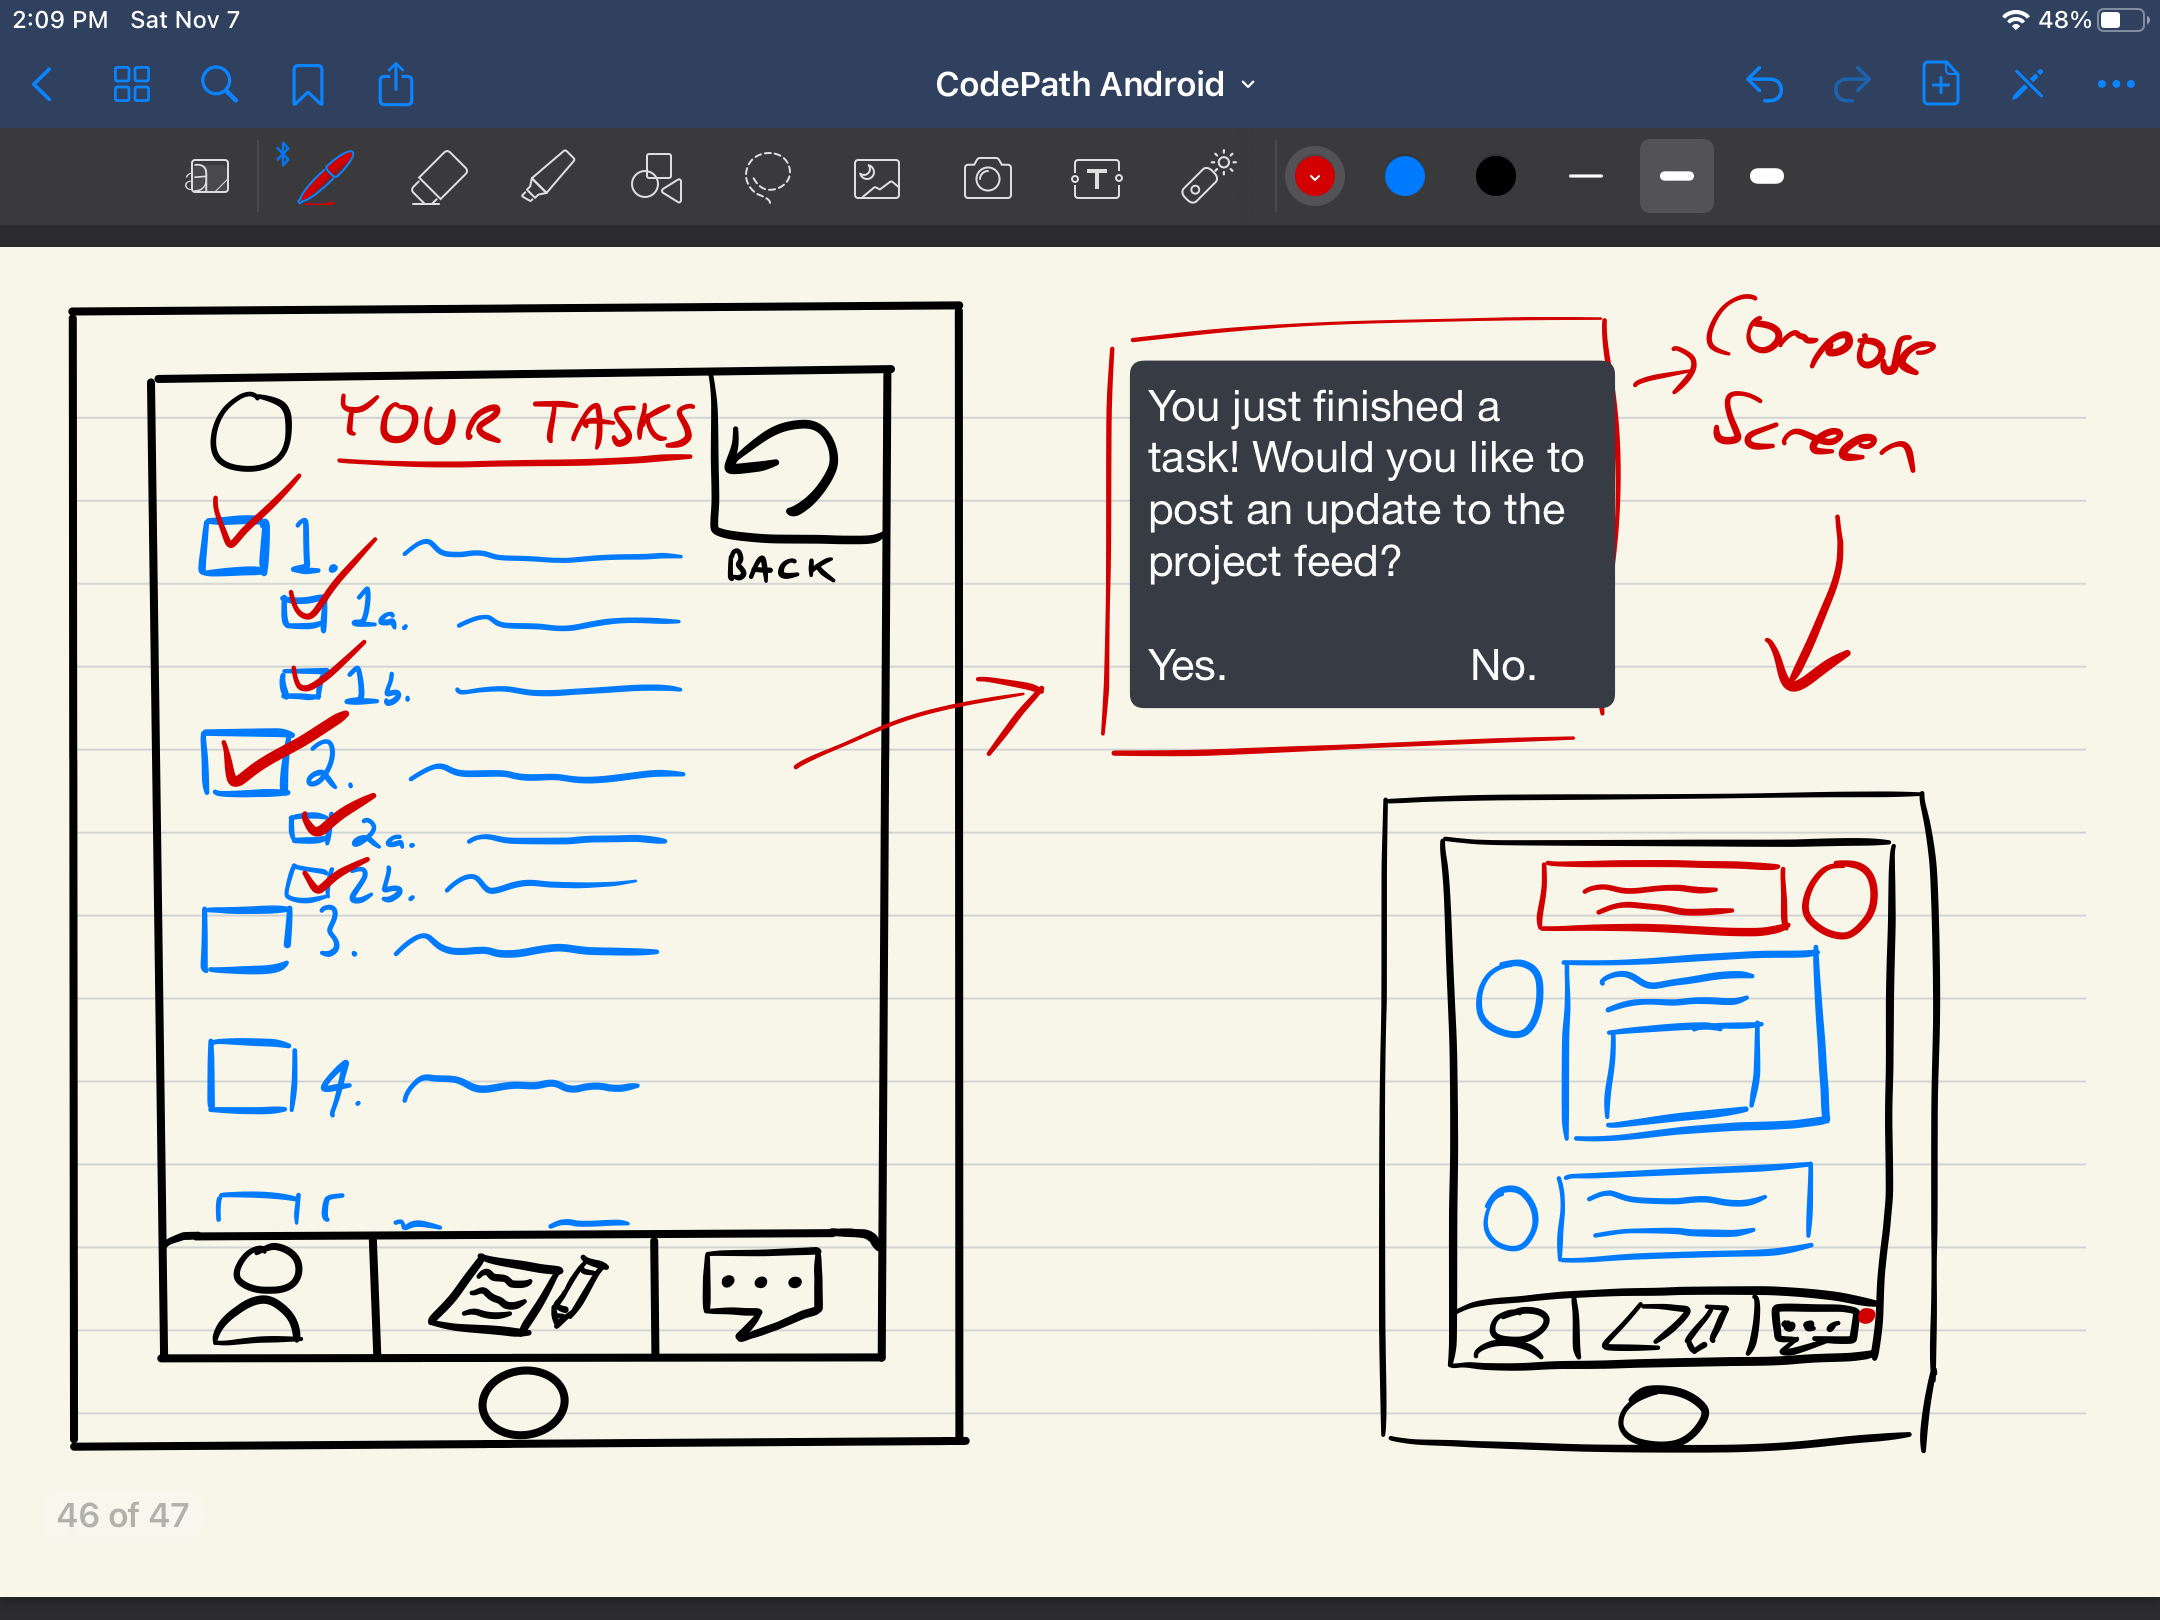 2:09 PM Sat Nov 7
48%
CodePath Android
T
YOUR TASKS
BACK
1.
1a.
1b.
2.
2a.
2b.
3.
4.
You just finished a
task! Would you like to
post an update to the
project feed?
Yes. No.
Compose
Screen
46 of 47